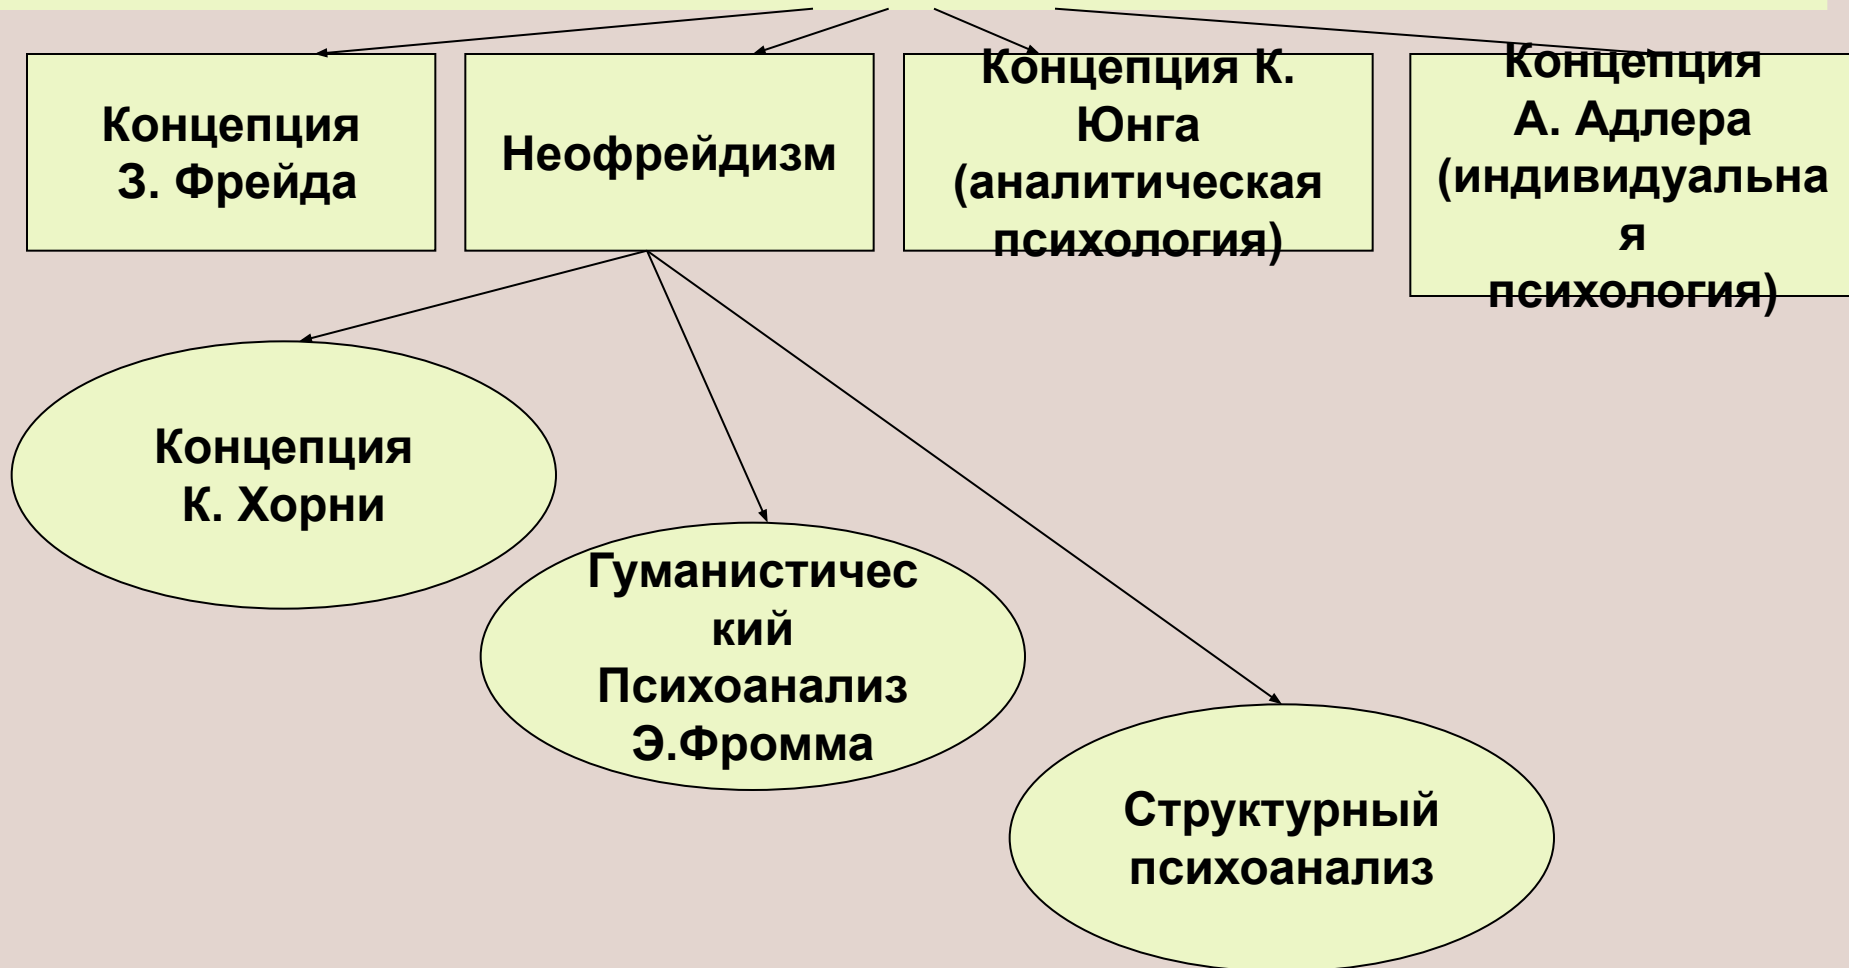 Концепция
З. Фрейда
Неофрейдизм
Концепция К.
Юнга
(аналитическая
психология)
Концепция
А. Адлера
(индивидуальна
я
психология)
Концепция
К. Хорни
Гуманистичес
кий
Психоанализ
Э.Фромма
Структурный
психоанализ